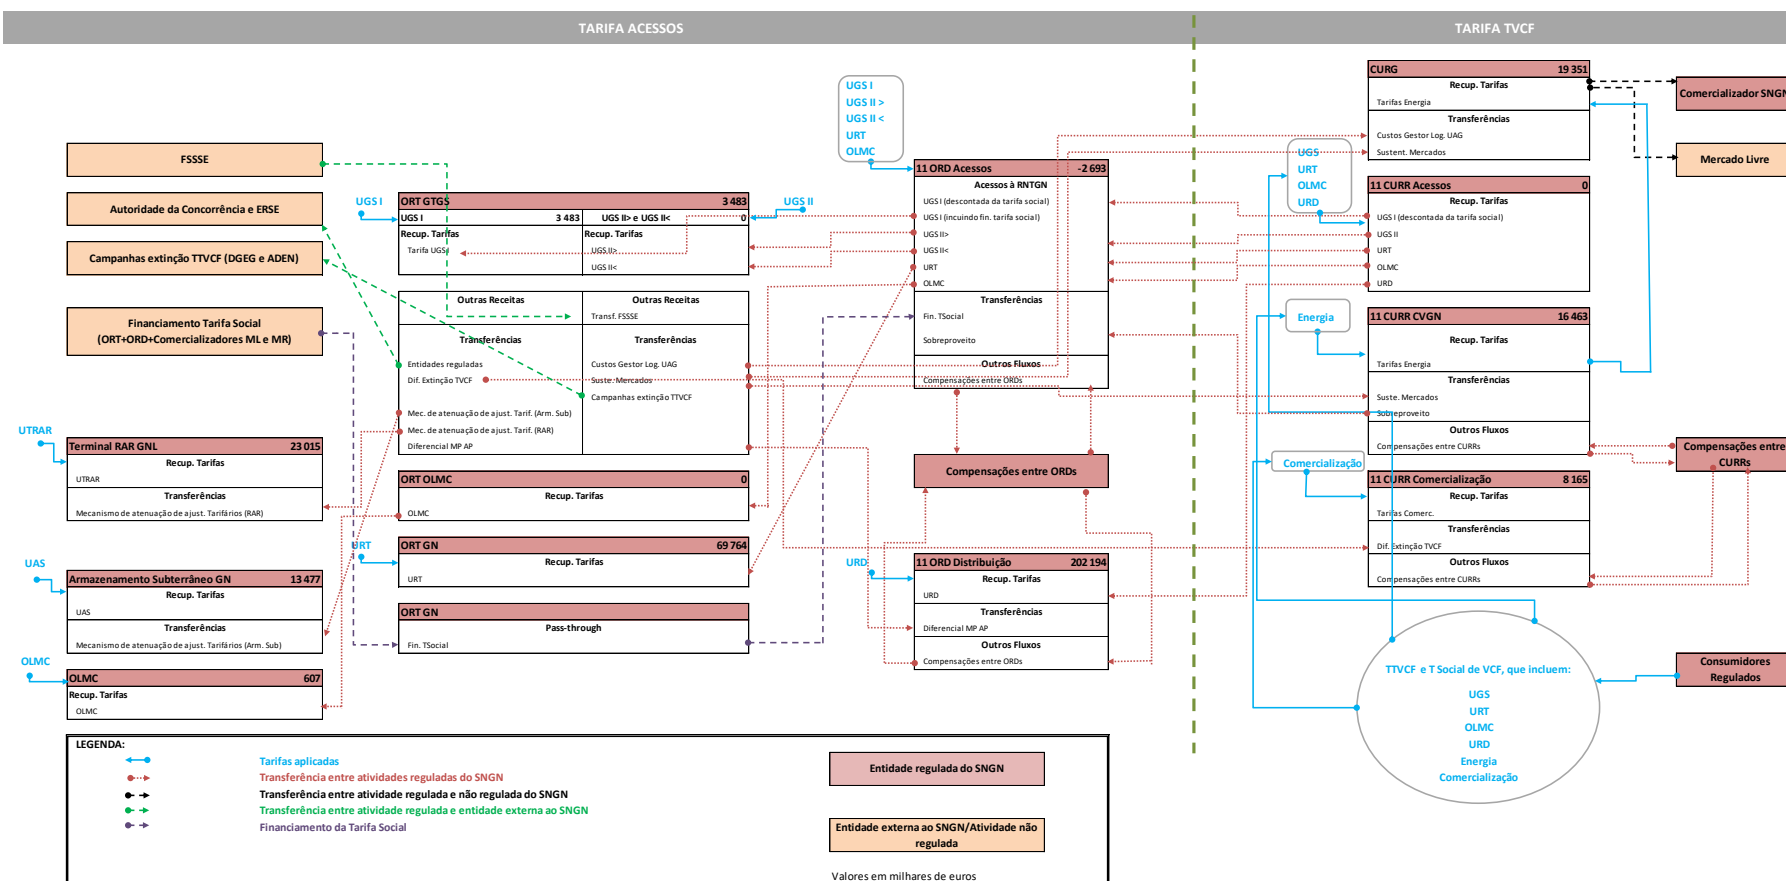 TARIFA ACESSOS
TARIFA TVCF
FSSSE
Autoridade da Concorrência e ERSE
Campanhas extinção TTVCF (DGEG e ADEN)
Financiamento Tarifa Social
(ORT+ORD+Comercializadores ML e MR)
UTRAR
Terminal RAR GNL 23 015
Recup. Tarifas
UTRAR
Transferências
Mecanismo de atenuação de ajust. Tarifários (RAR)
UAS
Armazenamento Subterrâneo GN 13 477
Recup. Tarifas
UAS
Transferências
Mecanismo de atenuação de ajust. Tarifários (Arm. Sub)
OLMC
OLMC 607
Recup. Tarifas
OLMC
UGS I
UGS II
ORT GTGS 3 483
UGS I 3 483 UGS II> e UGS II< 0
Recup. Tarifas Recup. Tarifas
Tarifa UGS I UGS II>
UGS II<
Outras Receitas Outras Receitas
Transf. FSSSE
Transferências Transferências
Entidades reguladas Custos Gestor Log. UAG
Dif. Extinção TVCF Suste. Mercados
Campanhas extinção TTVCF
Mec. de atenuação de ajust. Tarif. (Arm. Sub)
Mec. de atenuação de ajust. Tarif. (RAR)
Diferencial MP AP
ORT OLMC 0
Recup. Tarifas
OLMC
URT
ORT GN 69 764
Recup. Tarifas
URT
ORT GN
Pass-through
Fin. TSocial
UGS I
UGS II >
UGS II <
URT
OLMC
11 ORD Acessos -2 693
Acessos à RNTGN
UGS I (descontada da tarifa social)
UGS I (incuindo fin. tarifa social)
UGS II>
UGS II<
URT
OLMC
Transferências
Fin. TSocial
Sobreproveito
Outros Fluxos
Compensações entre ORDs
Compensações entre ORDs
URD
11 ORD Distribuição 202 194
Recup. Tarifas
URD
Transferências
Diferencial MP AP
Outros Fluxos
Compensações entre ORDs
CURG 19 351
Recup. Tarifas
Tarifas Energia
Transferências
Custos Gestor Log. UAG
Sustent. Mercados
Comercializador SNGN
Mercado Livre
UGS
URT
OLMC
URD
11 CURR Acessos 0
Recup. Tarifas
UGS I (descontada da tarifa social)
UGS II
URT
OLMC
URD
Energia
11 CURR CVGN 16 463
Recup. Tarifas
Tarifas Energia
Transferências
Suste. Mercados
Sobreproveito
Outros Fluxos
Compensações entre CURRs
Compensações entre
CURRs
Comercialização
11 CURR Comercialização 8 165
Recup. Tarifas
Tarifas Comerc.
Transferências
Dif. Extinção TVCF
Outros Fluxos
Compensações entre CURRs
TTVCF e T Social de VCF, que incluem:
UGS
URT
OLMC
URD
Energia
Comercialização
Consumidores
Regulados
LEGENDA:
Tarifas aplicadas
Transferência entre atividades reguladas do SNGN
Transferência entre atividade regulada e não regulada do SNGN
Transferência entre atividade regulada e entidade externa ao SNGN
Financiamento da Tarifa Social
Entidade regulada do SNGN
Entidade externa ao SNGN/Atividade não
regulada
Valores em milhares de euros